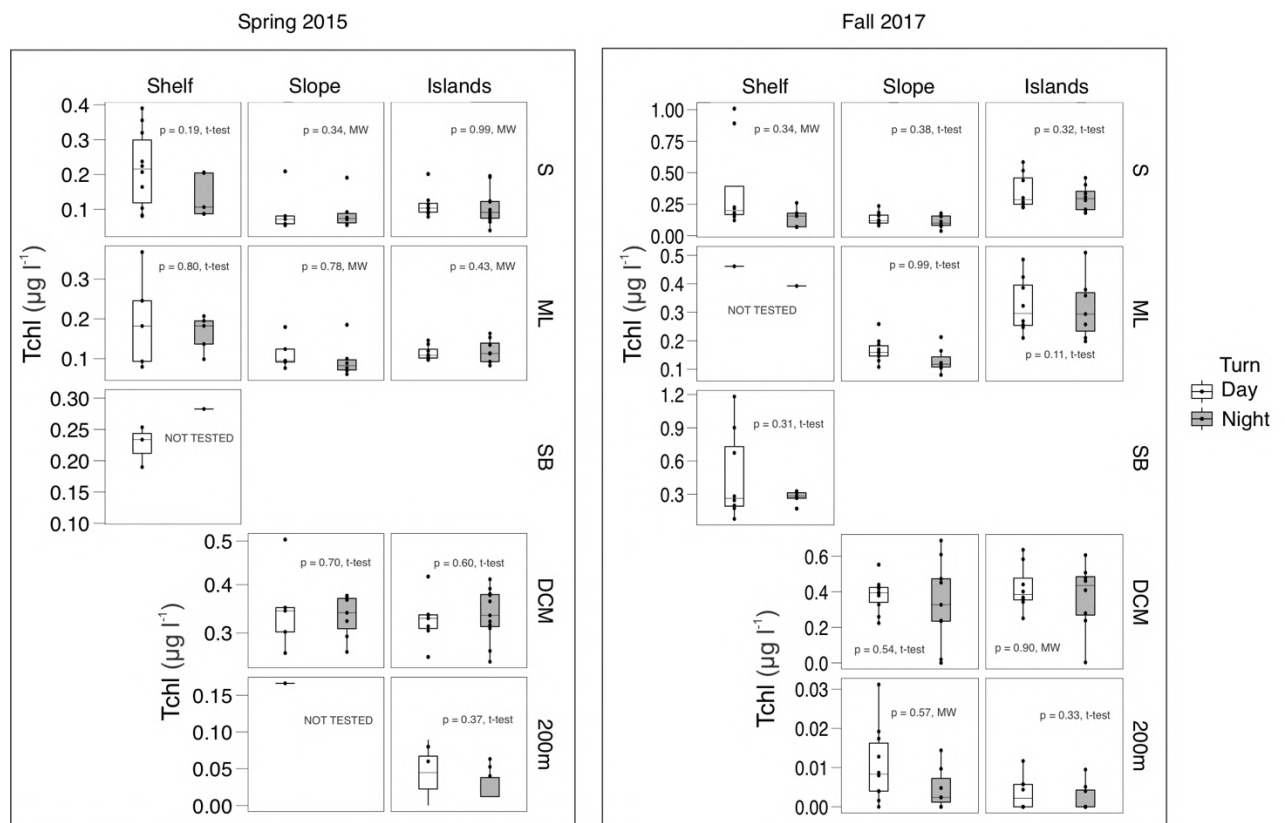 Spring 2015
Fall 2017
Shelf
Slope
Islands
0.4
0.3
0.2
0.1
p = 0.19, t-test
p = 0.34, MW
p = 0.99, MW
S
Tchl (µg l-1)
0.3
0.2
0.1
p = 0.80, t-test
p = 0.78, MW
p = 0.43, MW
ML
0.30
0.25
0.20
0.15
0.10
NOT TESTED
SB
Tchl (µg l-1)
0.5
0.4
0.3
p = 0.70, t-test
p = 0.60, t-test
DCM
0.15
0.10
0.05
0.00
NOT TESTED
p = 0.37, t-test
200m
Shelf
Slope
Islands
1.00
0.75
0.50
0.25
0.00
p = 0.34, MW
p = 0.38, t-test
p = 0.32, t-test
S
Tchl (µg l-1)
0.5
0.4
0.3
0.2
0.1
NOT TESTED
p = 0.99, t-test
p = 0.11, t-test
ML
1.2
0.9
0.6
0.3
p = 0.31, t-test
SB
Tchl (µg l-1)
0.6
0.4
0.2
0.0
p = 0.54, t-test
p = 0.90, MW
DCM
0.03
0.02
0.01
0.00
p = 0.57, MW
p = 0.33, t-test
200m
Turn
Day
Night